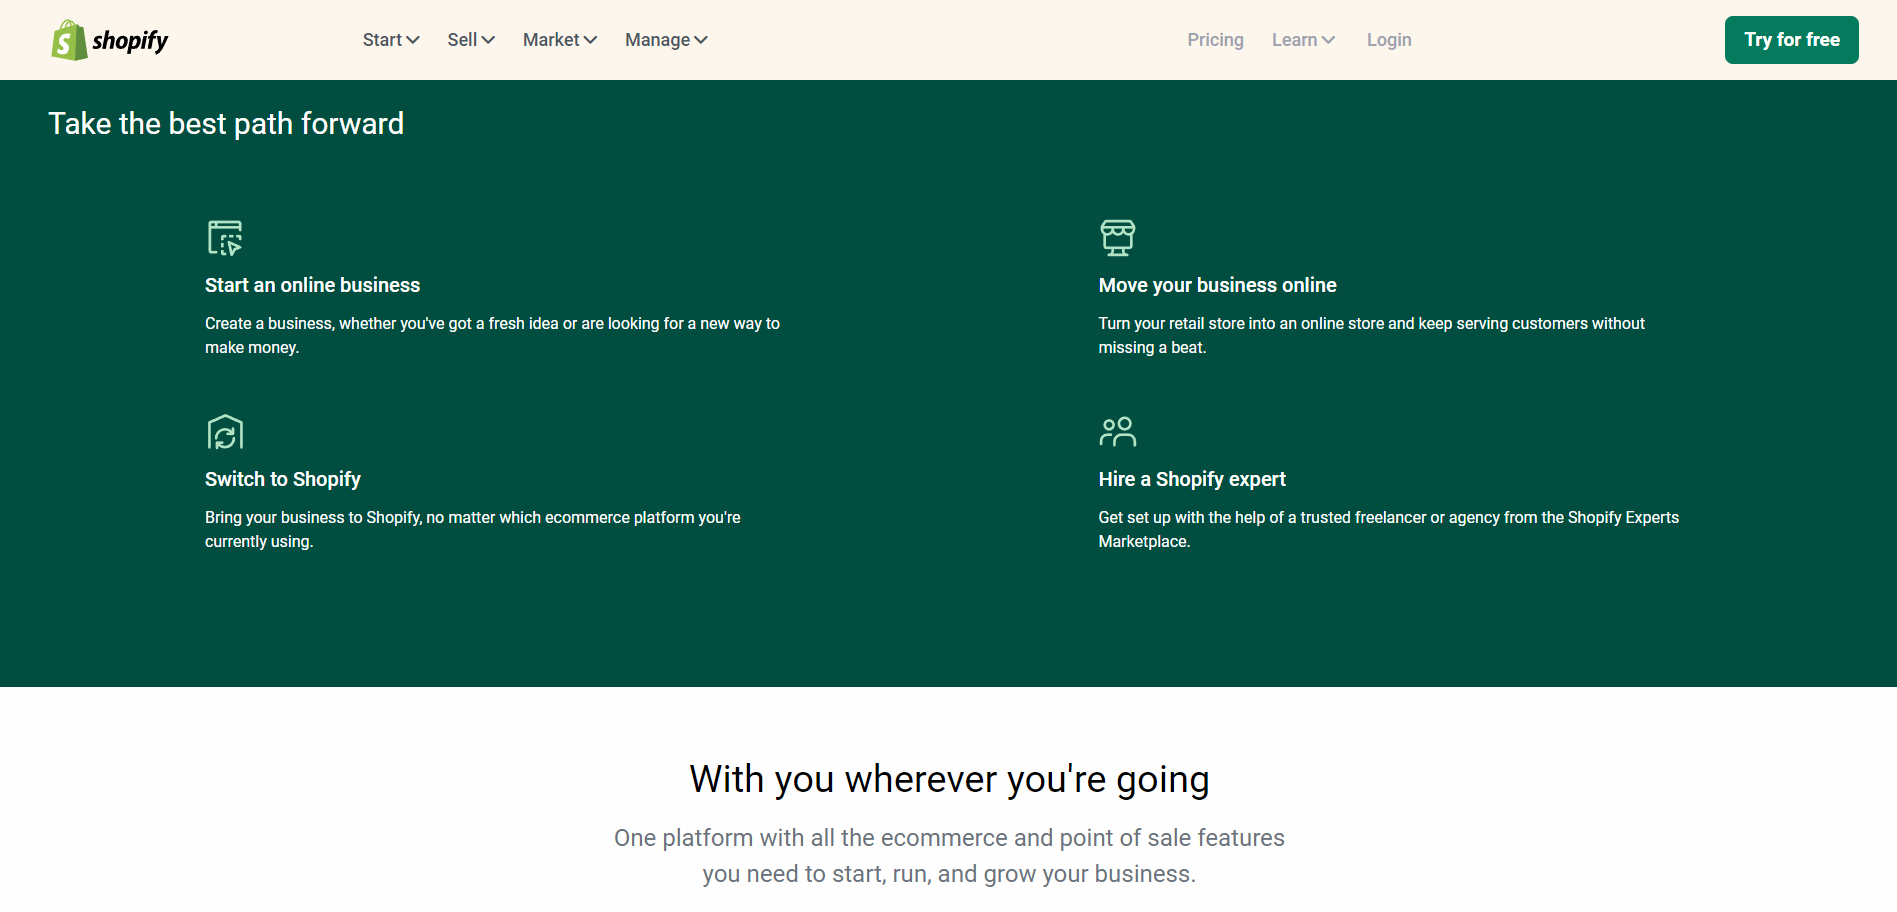 shopify
Start Sell Market Manage Pricing Learn Login Try for free
Take the best path forward
Start an online business
Create a business, whether you've got a fresh idea or are looking for a new way to
make money.
Move your business online
Turn your retail store into an online store and keep serving customers without
missing a beat.
Switch to Shopify
Bring your business to Shopify, no matter which ecommerce platform you're
currently using.
Hire a Shopify expert
Get set up with the help of a trusted freelancer or agency from the Shopify Experts
Marketplace.
With you wherever you're going
One platform with all the ecommerce and point of sale features
you need to start, run, and grow your business.